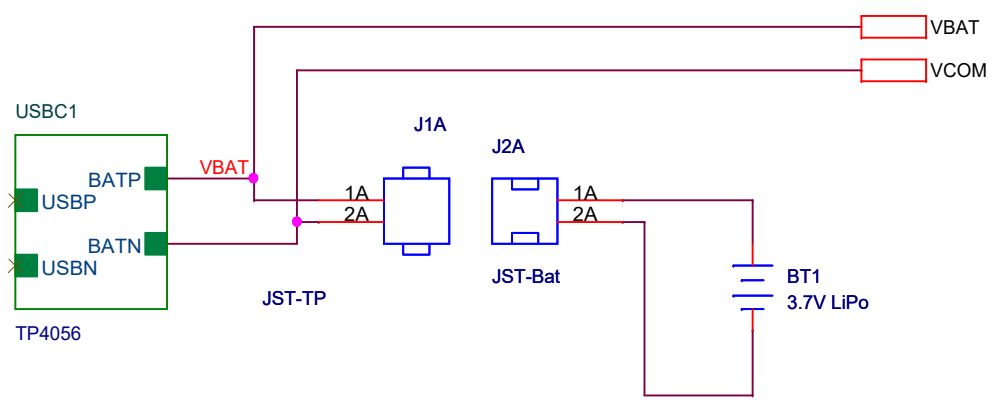 VBAT
VCOM
USBC1
J1A
J2A
VBAT
BATP
USBP
1A
2A
1A
2A
BATN
USBN
JST-TP
JST-Bat
BT1
3.7V LiPo
TP4056